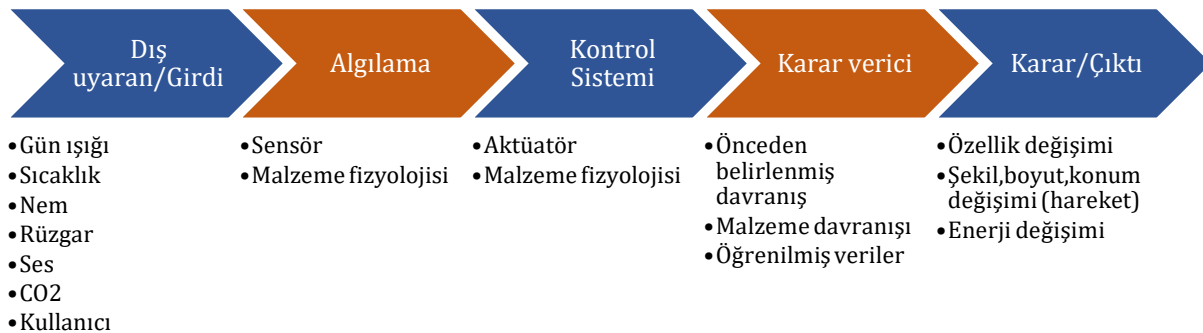 Dış
uyaran/Girdi
Algılama
Kontrol
Sistemi
Karar verici
Karar/Çıktı
•Gün ışığı
•Sıcaklık
•Nem
•Rüzgar
•Ses
•CO2
•Kullanıcı
•Sensör
•Malzeme fizyolojisi
•Aktüatör
•Malzeme fizyolojisi
•Önceden
belirlenmiş
davranış
•Malzeme davranışı
•Öğrenilmiş veriler
•Özellik değişimi
•Şekil,boyut,konum
değişimi (hareket)
•Enerji değişimi